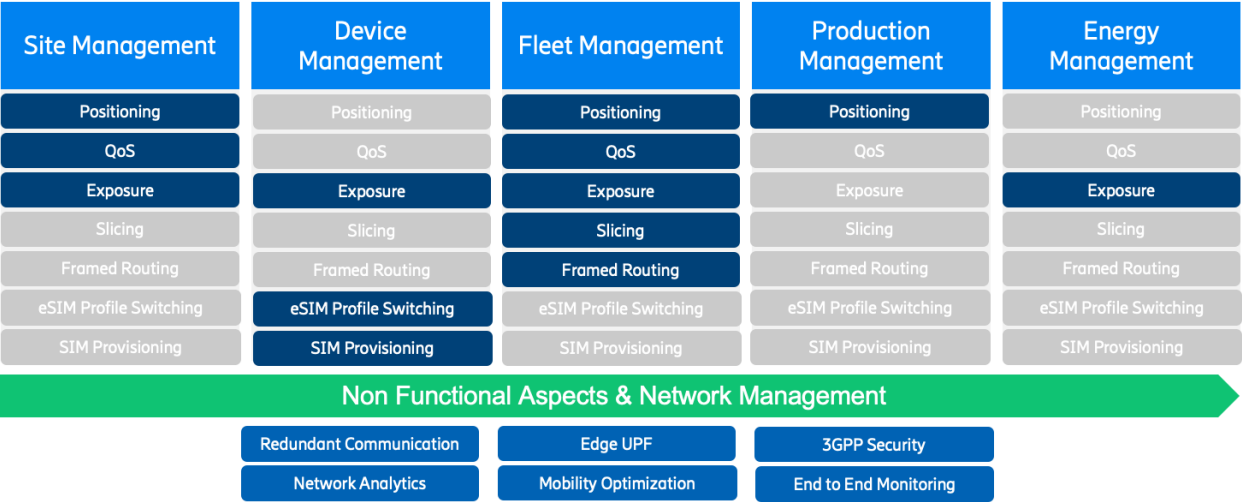 Site Management
Device
Management
Fleet Management
Production
Management
Energy
Management
Positioning
Positioning
Positioning
Positioning
Positioning
QoS
QoS
QoS
QoS
QoS
Exposure
Exposure
Exposure
Exposure
Exposure
Slicing
Slicing
Slicing
Slicing
Slicing
Framed Routing
Framed Routing
Framed Routing
Framed Routing
Framed Routing
eSIM Profile Switching
eSIM Profile Switching
eSIM Profile Switching
eSIM Profile Switching
eSIM Profile Switching
SIM Provisioning
SIM Provisioning
SIM Provisioning
SIM Provisioning
SIM Provisioning
Non Functional Aspects & Network Management
Redundant Communication
Edge UPF
3GPP Security
Network Analytics
Mobility Optimization
End to End Monitoring